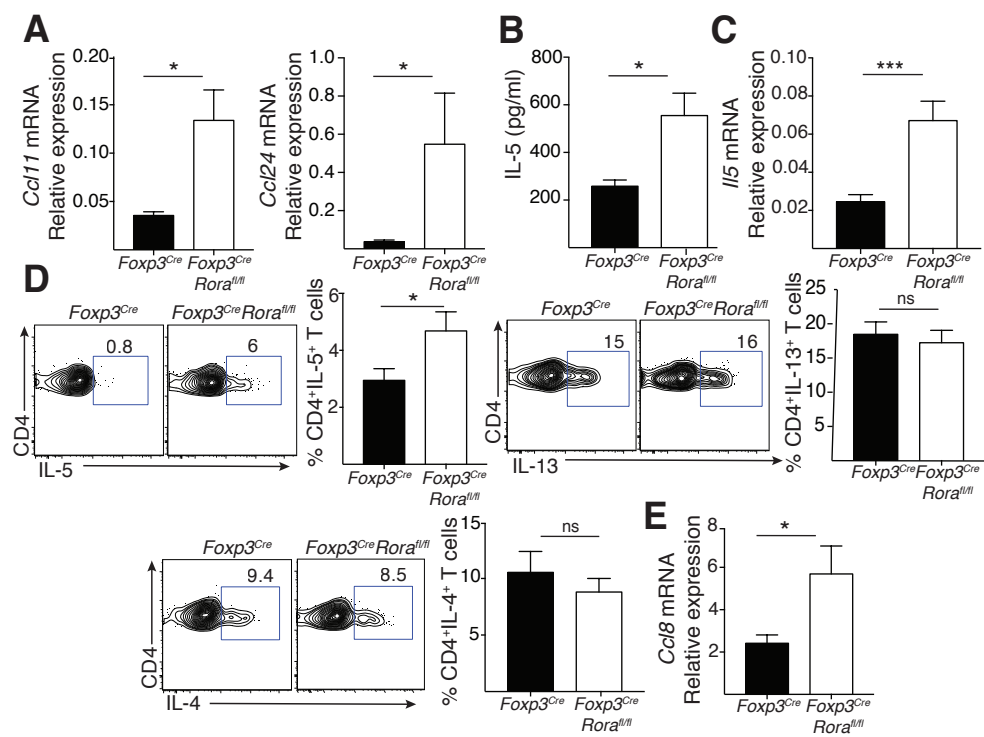 A
Ccl11 mRNA
Relative expression
0.20
0.15
0.10
0.05
*
Foxp3Cre
Foxp3Cre
Rorafl/fl
Ccl24 mRNA
Relative expression
1.0
0.8
0.6
0.4
0.2
*
Foxp3Cre
Foxp3Cre
Rorafl/fl
B
IL-5 (pg/ml)
800
600
400
200
*
Foxp3Cre
Foxp3Cre
Rorafl/fl
C
Il5 mRNA
Relative expression
0.10
0.08
0.06
0.04
0.02
***
Foxp3Cre
Foxp3Cre
Rorafl/fl
D
Foxp3Cre
Foxp3CreRorafl/fl
0.8
6
CD4
IL-5
% CD4+IL-5+ T cells
6
4
2
*
Foxp3Cre
Foxp3Cre
Rorafl/fl
Foxp3Cre
Foxp3CreRorafl/fl
15
16
CD4
IL-13
% CD4+IL-13+ T cells
25
20
15
10
5
ns
Foxp3Cre
Foxp3Cre
Rorafl/fl
Foxp3Cre
Foxp3CreRorafl/fl
9.4
8.5
CD4
IL-4
% CD4+IL-4+ T cells
15
10
5
ns
Foxp3Cre
Foxp3Cre
Rorafl/fl
E
Ccl8 mRNA
Relative expression
8
6
4
2
*
Foxp3Cre
Foxp3Cre
Rorafl/fl